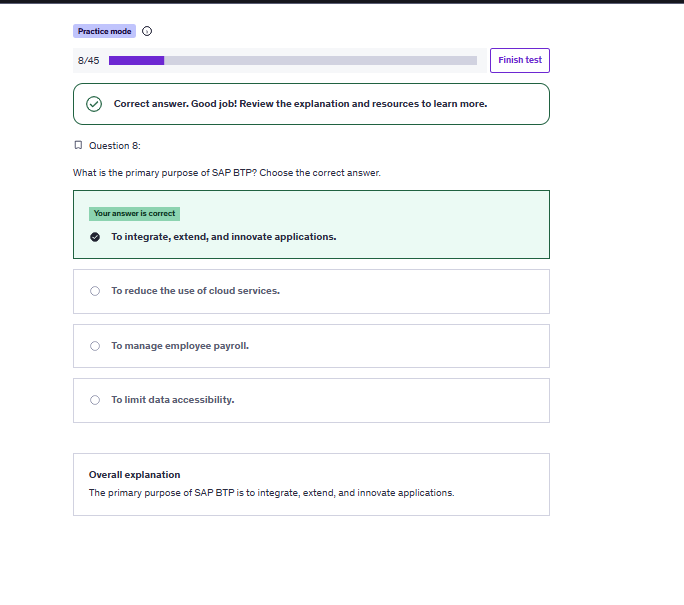 Practice mode
8/45
Finish test
Correct answer. Good job! Review the explanation and resources to learn more.
Question 8:
What is the primary purpose of SAP BTP? Choose the correct answer.
Your answer is correct
To integrate, extend, and innovate applications.
To reduce the use of cloud services.
To manage employee payroll.
To limit data accessibility.
Overall explanation
The primary purpose of SAP BTP is to integrate, extend, and innovate applications.